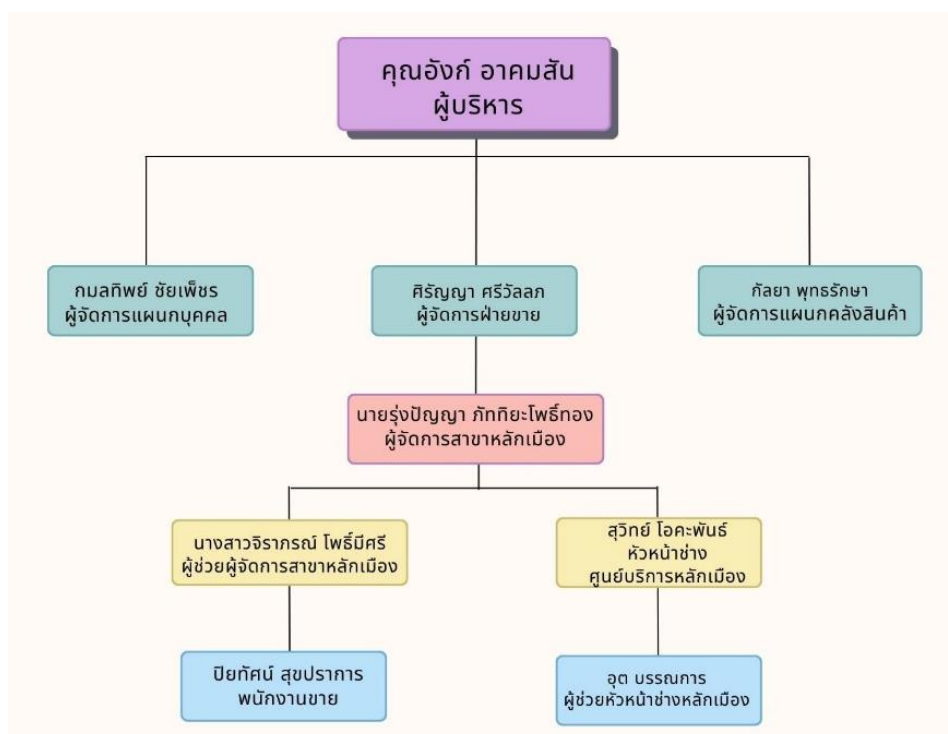 คุณอังก์ อาคมสัน
ผู้บริหาร
กมลทิพย์ ชัยเพ็ชร
ผู้จัดการแผนกบุคคล
ศิรัญญา ศรีวัลลภ
ผู้จัดการฝ่ายขาย
กัลยา พุทธรักษา
ผู้จัดการแผนกคลังสินค้า
นายรุ่งปัญญา ภัททิยะโพธิ์ทอง
ผู้จัดการสาขาหลักเมือง
นางสาวจิราภรณ์ โพธิ์มีศรี
ผู้ช่วยผู้จัดการสาขาหลักเมือง
สุวิทย์ โอคะพันธ์
หัวหน้าช่าง
ศูนย์บริการหลักเมือง
ปิยทัศน์ สุขปราการ
พนักงานขาย
อุต บรรณการ
ผู้ช่วยหัวหน้าช่างหลักเมือง